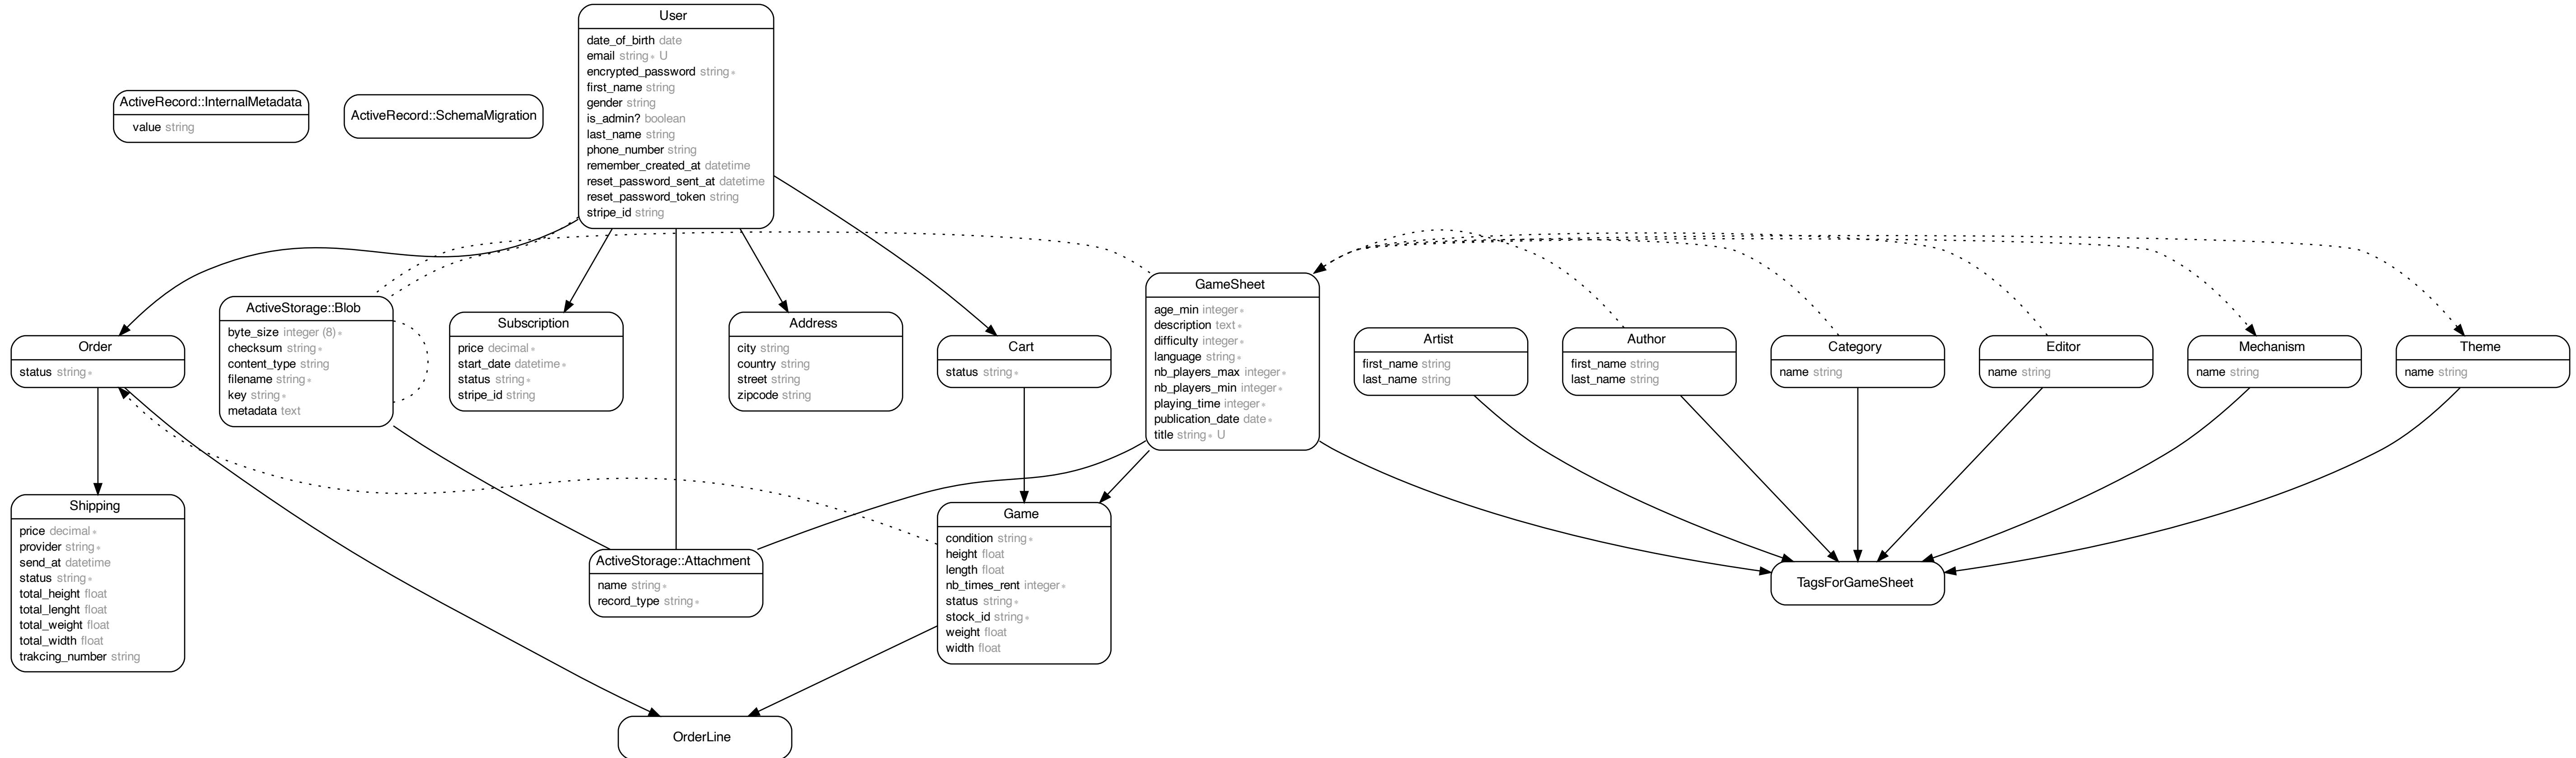 User
date_of_birth date
email string∗ U
encrypted_password string∗
first_name string
gender string
is_admin? boolean
last_name string
phone_number string
remember_created_at datetime
reset_password_sent_at datetime
reset_password_token string
stripe_id string
ActiveRecord::InternalMetadata
value string
ActiveRecord::SchemaMigration
Order
status string∗
ActiveStorage::Blob
byte_size integer (8)∗
checksum string∗
content_type string
filename string∗
key string∗
metadata text
Subscription
price decimal∗
start_date datetime∗
status string∗
stripe_id string
Address
city string
country string
street string
zipcode string
Cart
status string∗
GameSheet
age_min integer∗
description text∗
difficulty integer∗
language string∗
nb_players_max integer∗
nb_players_min integer∗
playing_time integer∗
publication_date date∗
title string∗ U
Artist
first_name string
last_name string
Author
first_name string
last_name string
Category
name string
Editor
name string
Mechanism
name string
Theme
name string
Shipping
price decimal∗
provider string∗
send_at datetime
status string∗
total_height float
total_lenght float
total_weight float
total_width float
trakcing_number string
ActiveStorage::Attachment
name string∗
record_type string∗
Game
condition string∗
height float
length float
nb_times_rent integer∗
status string∗
stock_id string∗
weight float
width float
TagsForGameSheet
OrderLine